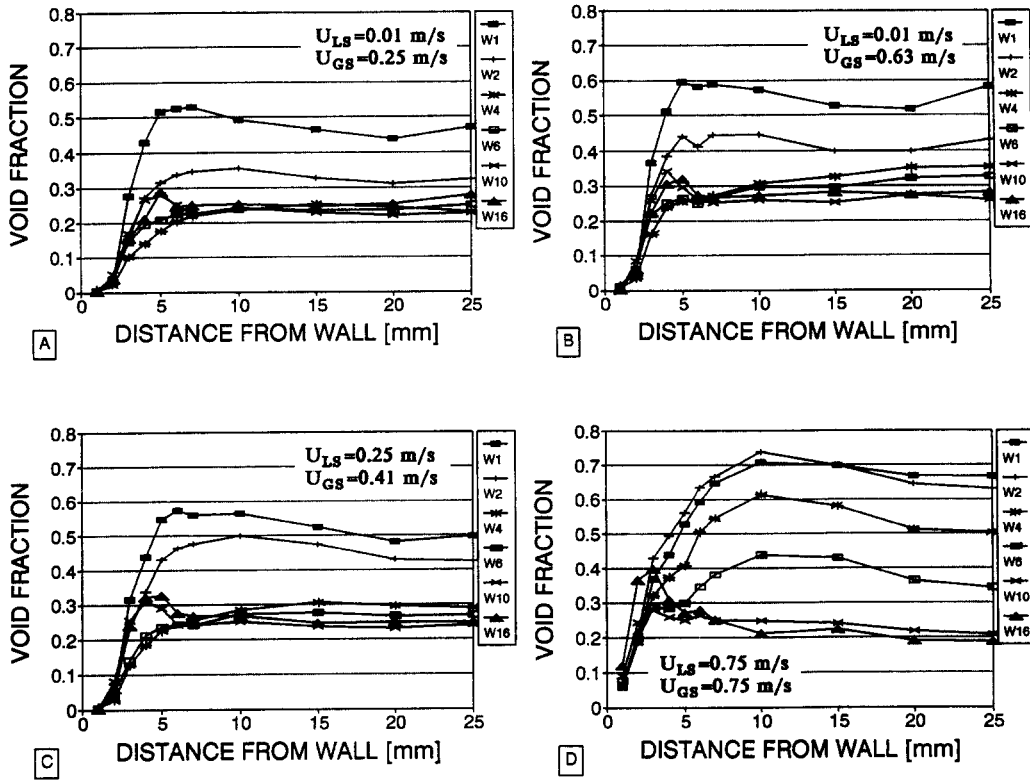 U_LS=0.01 m/s
U_GS=0.25 m/s
VOID FRACTION
0.8
0.7
0.6
0.5
0.4
0.3
0.2
0.1
0
0 5 10 15 20 25
DISTANCE FROM WALL [mm]
W1
W2
W4
W6
W10
W16
A
U_LS=0.01 m/s
U_GS=0.63 m/s
VOID FRACTION
0.8
0.7
0.6
0.5
0.4
0.3
0.2
0.1
0
0 5 10 15 20 25
DISTANCE FROM WALL [mm]
W1
W2
W4
W6
W10
W16
B
U_LS=0.25 m/s
U_GS=0.41 m/s
VOID FRACTION
0.8
0.7
0.6
0.5
0.4
0.3
0.2
0.1
0
0 5 10 15 20 25
DISTANCE FROM WALL [mm]
W1
W2
W4
W6
W10
W16
C
U_LS=0.75 m/s
U_GS=0.75 m/s
VOID FRACTION
0.8
0.7
0.6
0.5
0.4
0.3
0.2
0.1
0
0 5 10 15 20 25
DISTANCE FROM WALL [mm]
W1
W2
W4
W6
W10
W16
D